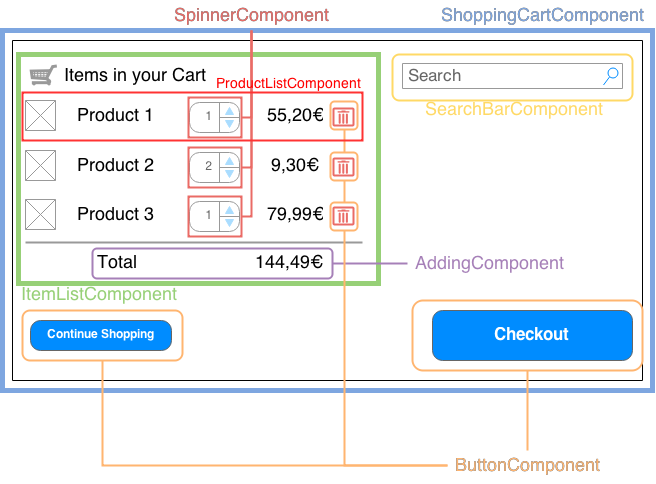 SpinnerComponent
ShoppingCartComponent
Items in your Cart
ProductListComponent
Search
SearchBarComponent
Product 1 1 55,20€
Product 2 2 9,30€
Product 3 1 79,99€
Total 144,49€
AddingComponent
ItemListComponent
Continue Shopping
Checkout
ButtonComponent